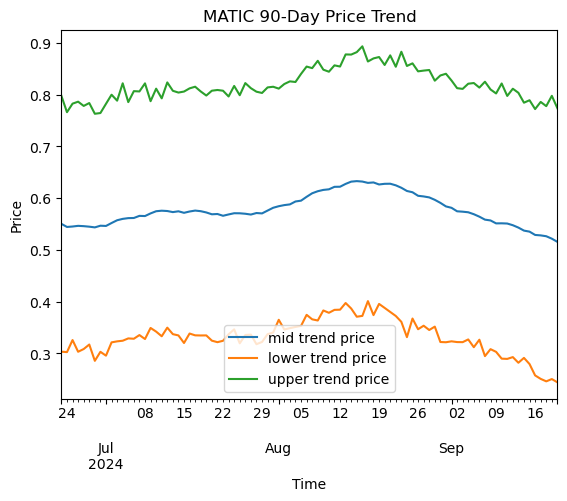 MATIC 90-Day Price Trend
0.9
0.8
0.7
0.6
0.5
0.4
0.3
Price
mid trend price
lower trend price
upper trend price
24 08 15 22 29 05 12 19 26 02 09 16
Jul Aug Sep
2024
Time